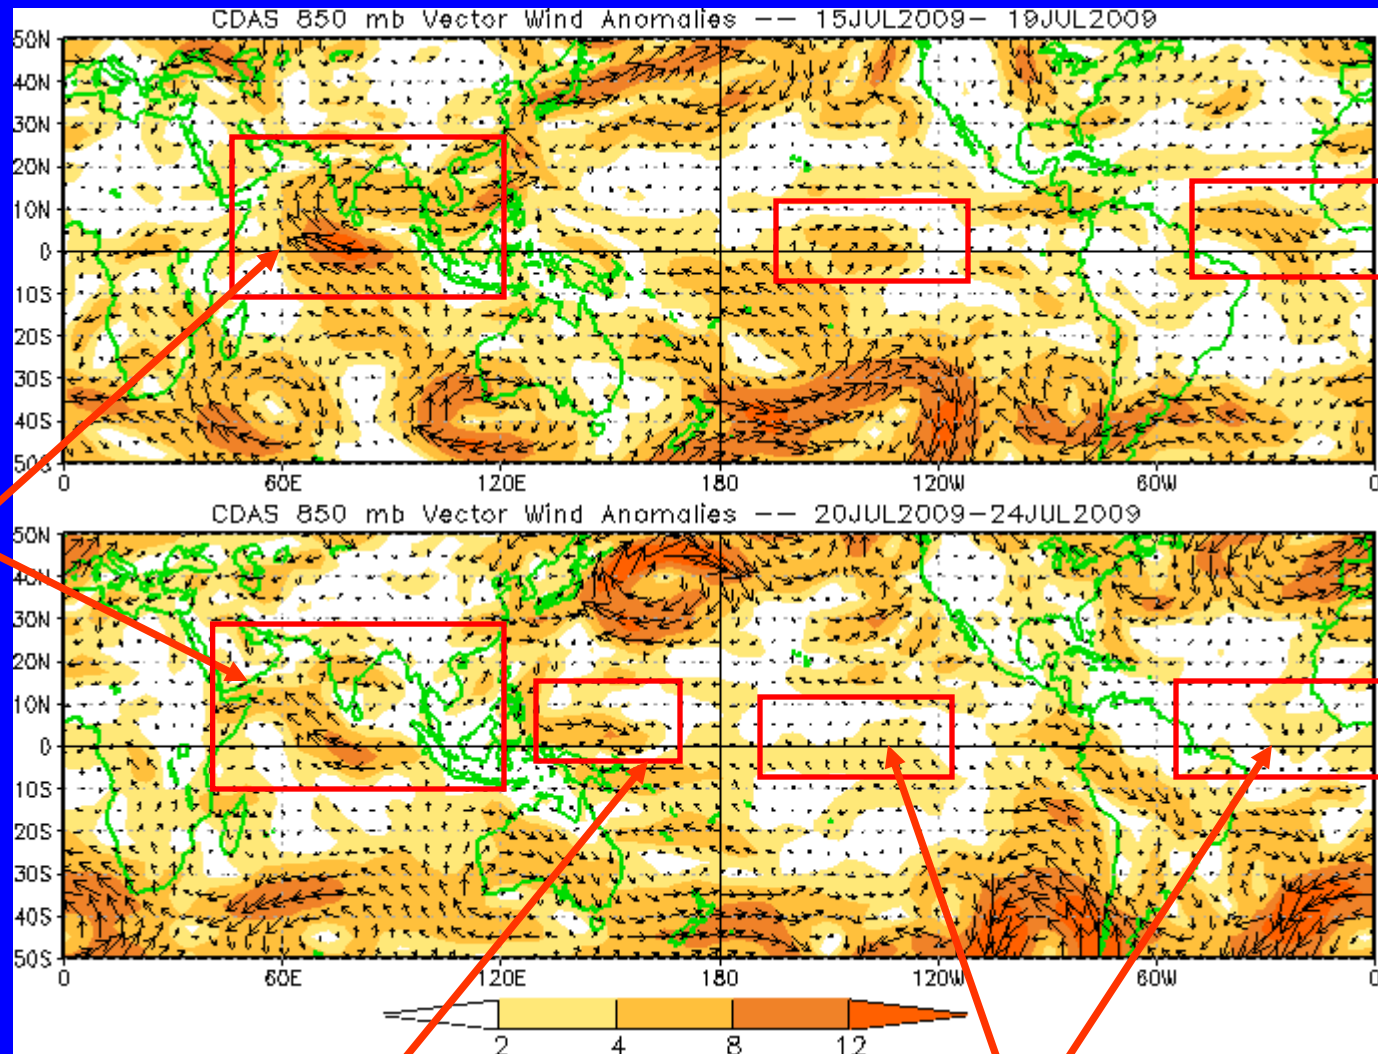 CDAS 850 mb Vector Wind Anomalies -- 15JUL2009- 19JUL2009
50N
40N
30N
20N
10N
0
10S
20S
30S
40S
50S
0 60E 120E 180 120W 60W 0
CDAS 850 mb Vector Wind Anomalies -- 20JUL2009-24JUL2009
50N
40N
30N
20N
10N
0
10S
20S
30S
40S
50S
0 60E 120E 180 120W 60W 0
2 4 8 12